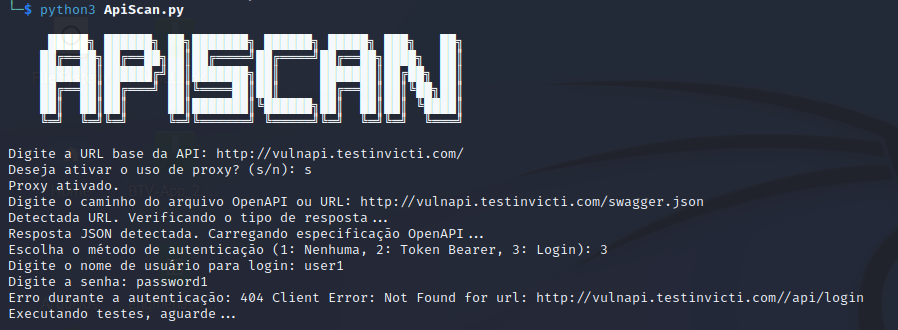 $ python3 ApiScan.py
APISCAN
Digite a URL base da API: http://vulnapi.testinvicti.com/
Deseja ativar o uso de proxy? (s/n): s
Proxy ativado.
Digite o caminho do arquivo OpenAPI ou URL: http://vulnapi.testinvicti.com/swagger.json
Detectada URL. Verificando o tipo de resposta...
Resposta JSON detectada. Carregando especificação OpenAPI...
Escolha o método de autenticação (1: Nenhuma, 2: Token Bearer, 3: Login): 3
Digite o nome de usuário para login: user1
Digite a senha: password1
Erro durante a autenticação: 404 Client Error: Not Found for url: http://vulnapi.testinvicti.com//api/login
Executando testes, aguarde...